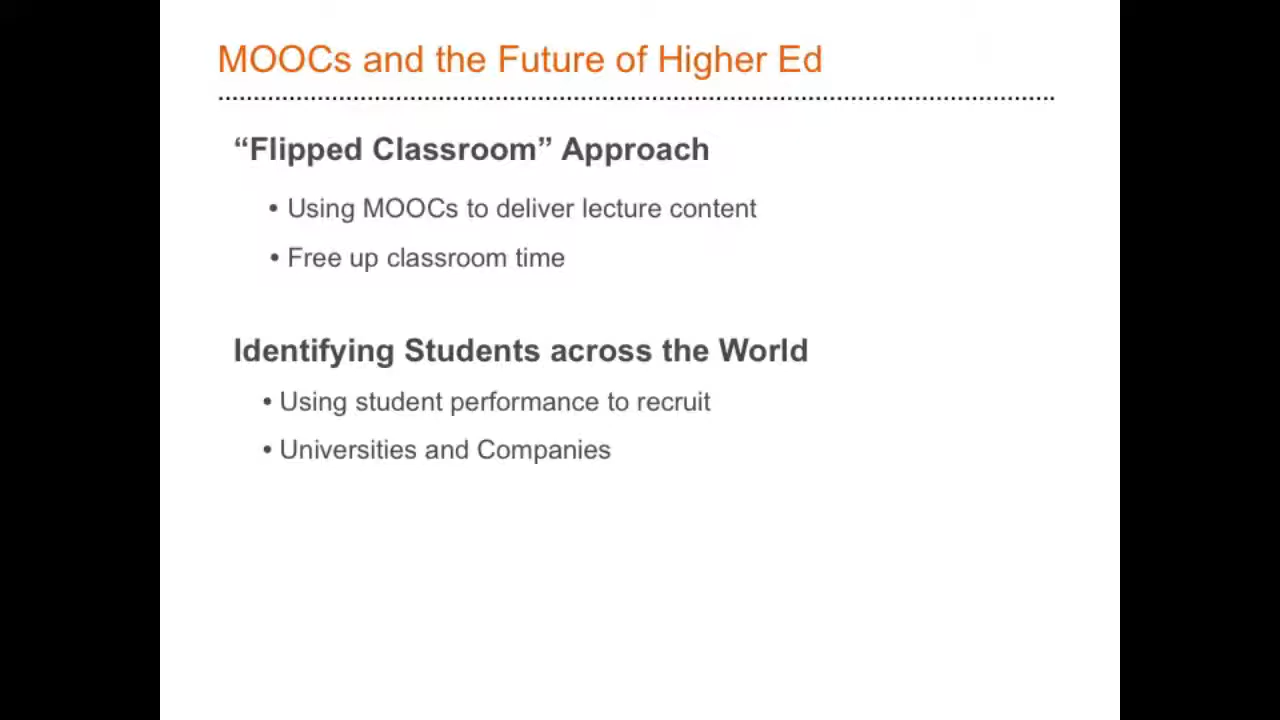 MOOCs and the Future of Higher Ed
“Flipped Classroom” Approach
• Using MOOCs to deliver lecture content
• Free up classroom time
Identifying Students across the World
• Using student performance to recruit
• Universities and Companies